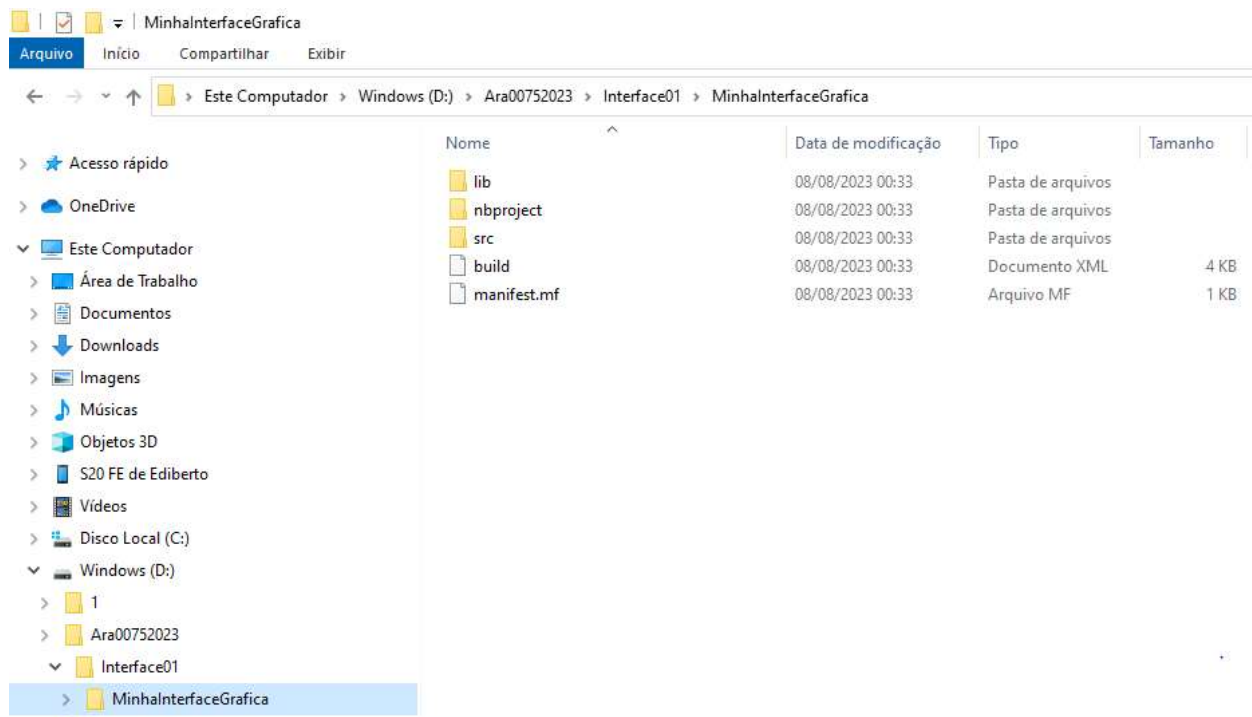 MinhaInterfaceGrafica
Arquivo Início Compartilhar Exibir
Este Computador > Windows (D:) > Ara00752023 > Interface01 > MinhaInterfaceGrafica
Nome Data de modificação Tipo Tamanho
Acesso rápido
OneDrive
Este Computador
Área de Trabalho
Documentos
Downloads
Imagens
Músicas
Objetos 3D
S20 FE de Ediberto
Vídeos
Disco Local (C:)
Windows (D:)
1
Ara00752023
Interface01
MinhaInterfaceGrafica
lib 08/08/2023 00:33 Pasta de arquivos
nbproject 08/08/2023 00:33 Pasta de arquivos
src 08/08/2023 00:33 Pasta de arquivos
build 08/08/2023 00:33 Documento XML 4 KB
manifest.mf 08/08/2023 00:33 Arquivo MF 1 KB